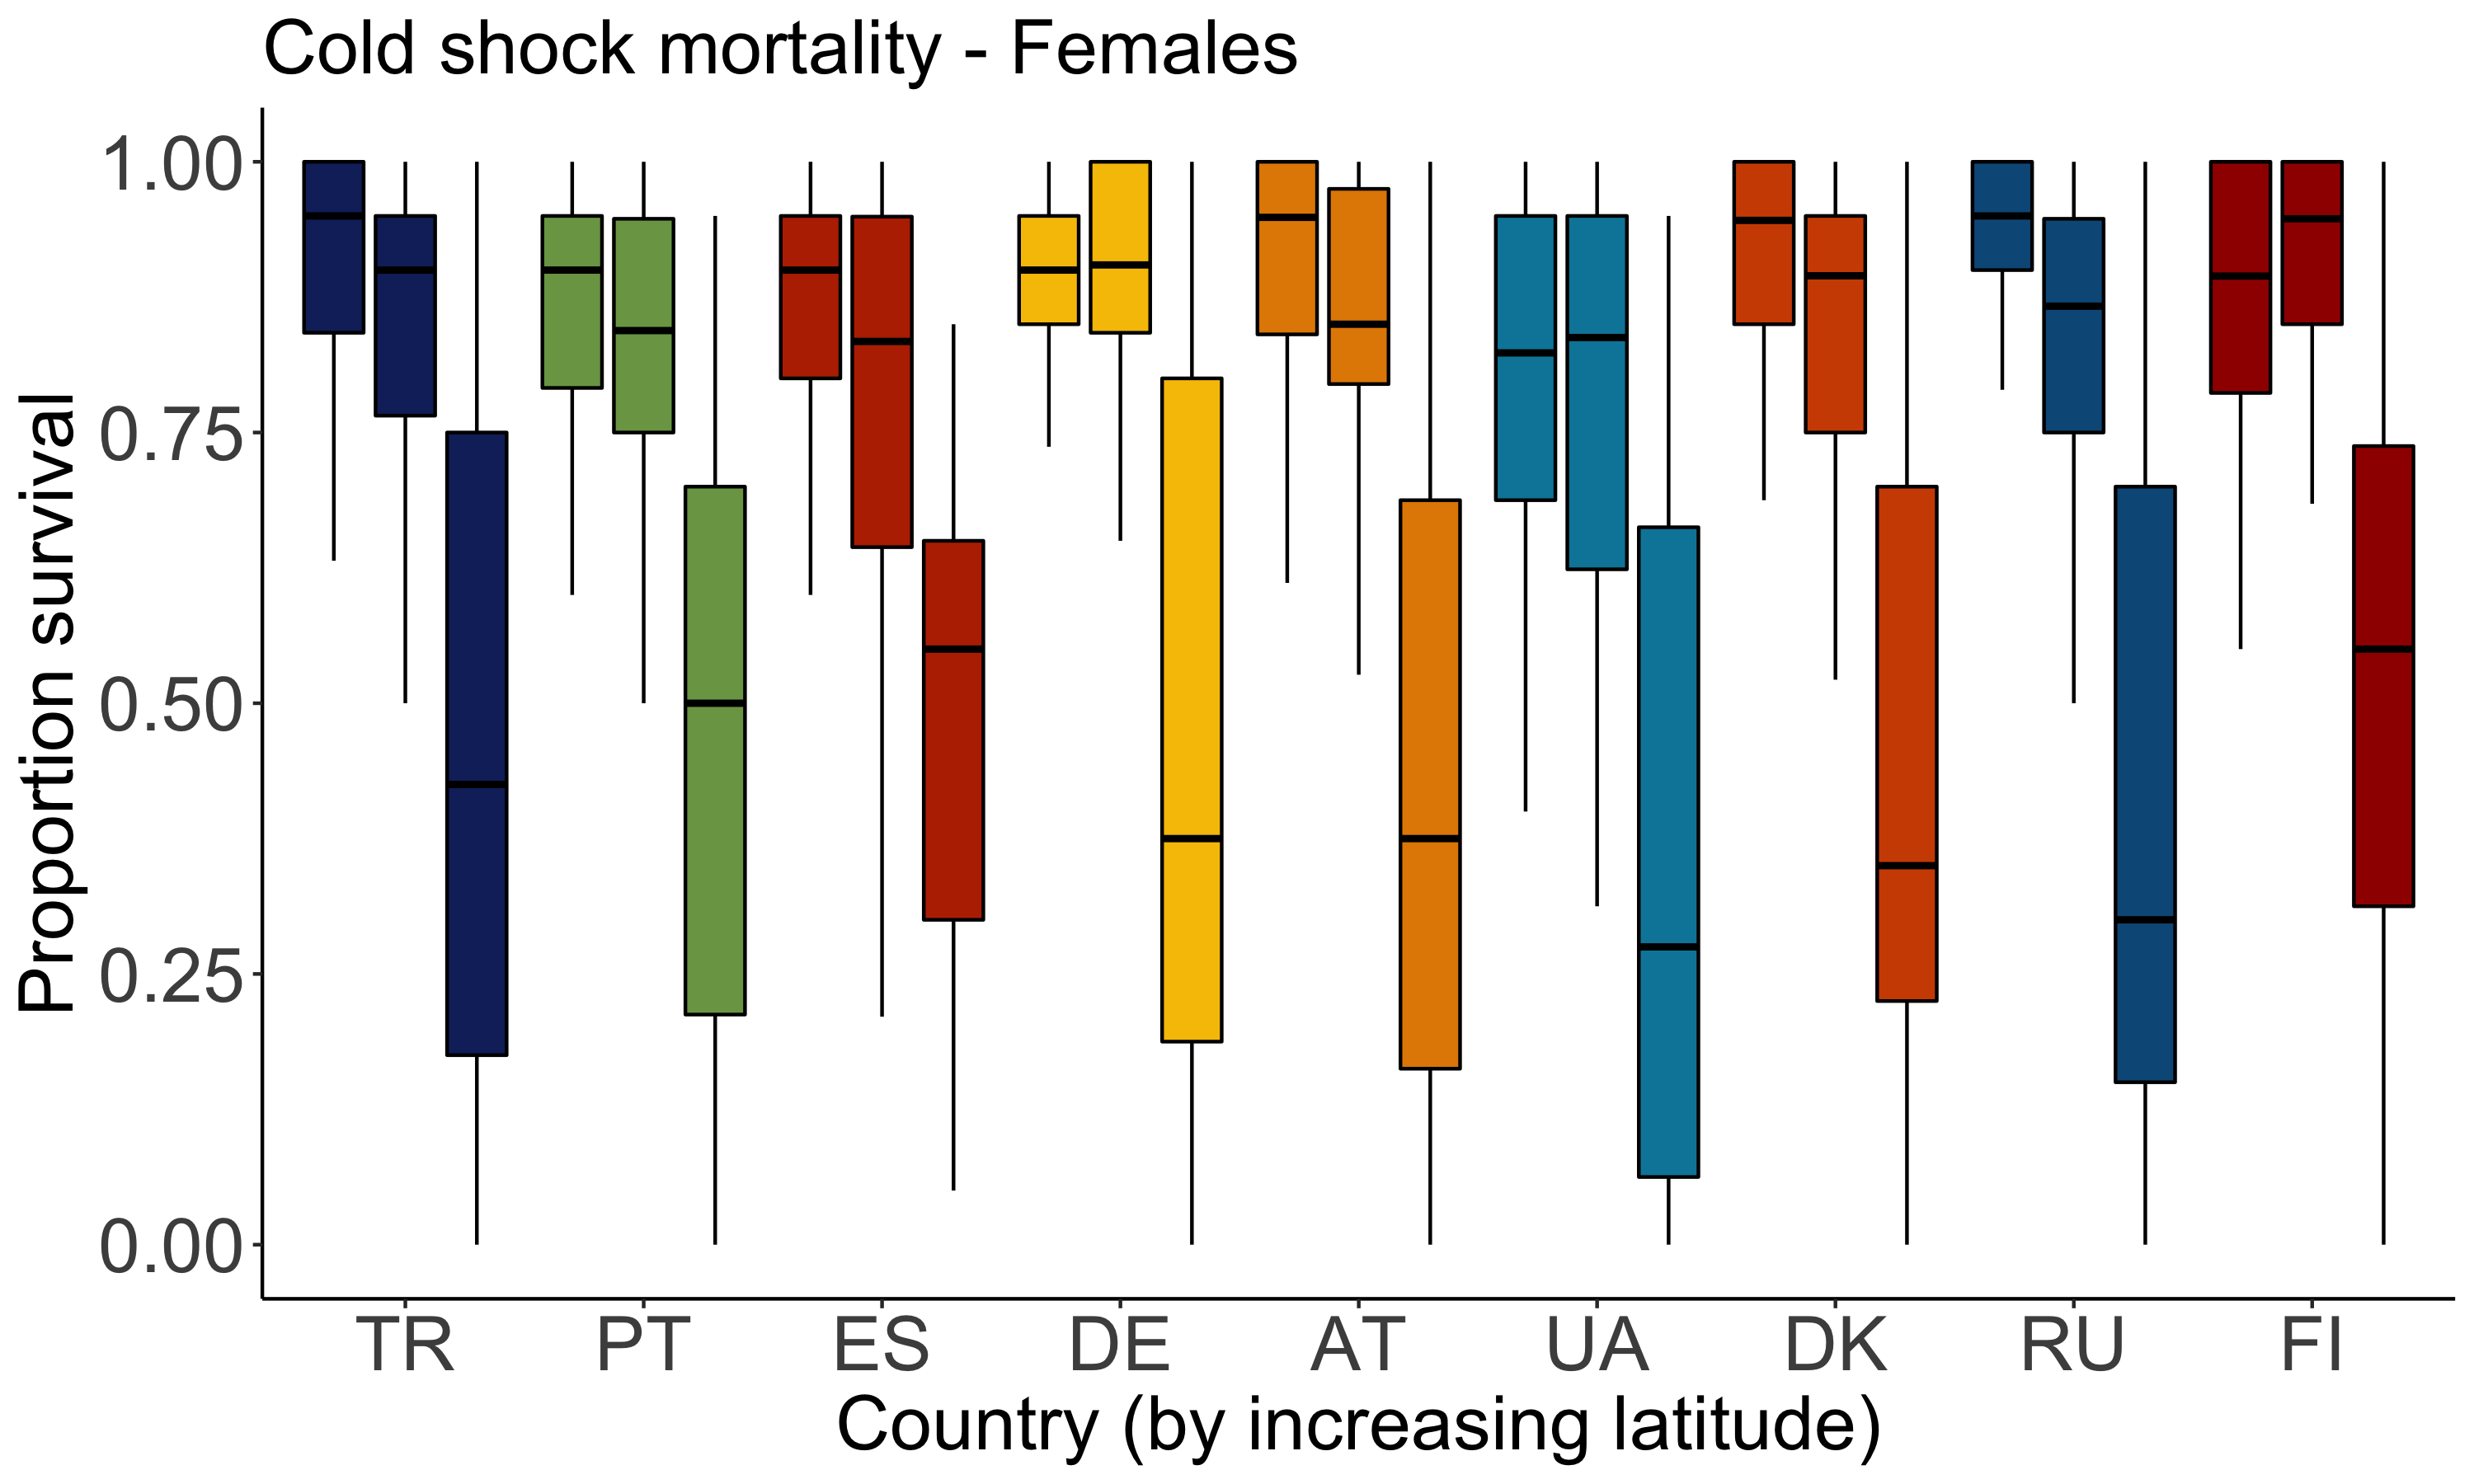 Cold shock mortality - Females
Proportion survival
1.00
0.75
0.50
0.25
0.00
TR PT ES DE AT UA DK RU FI
Country (by increasing latitude)